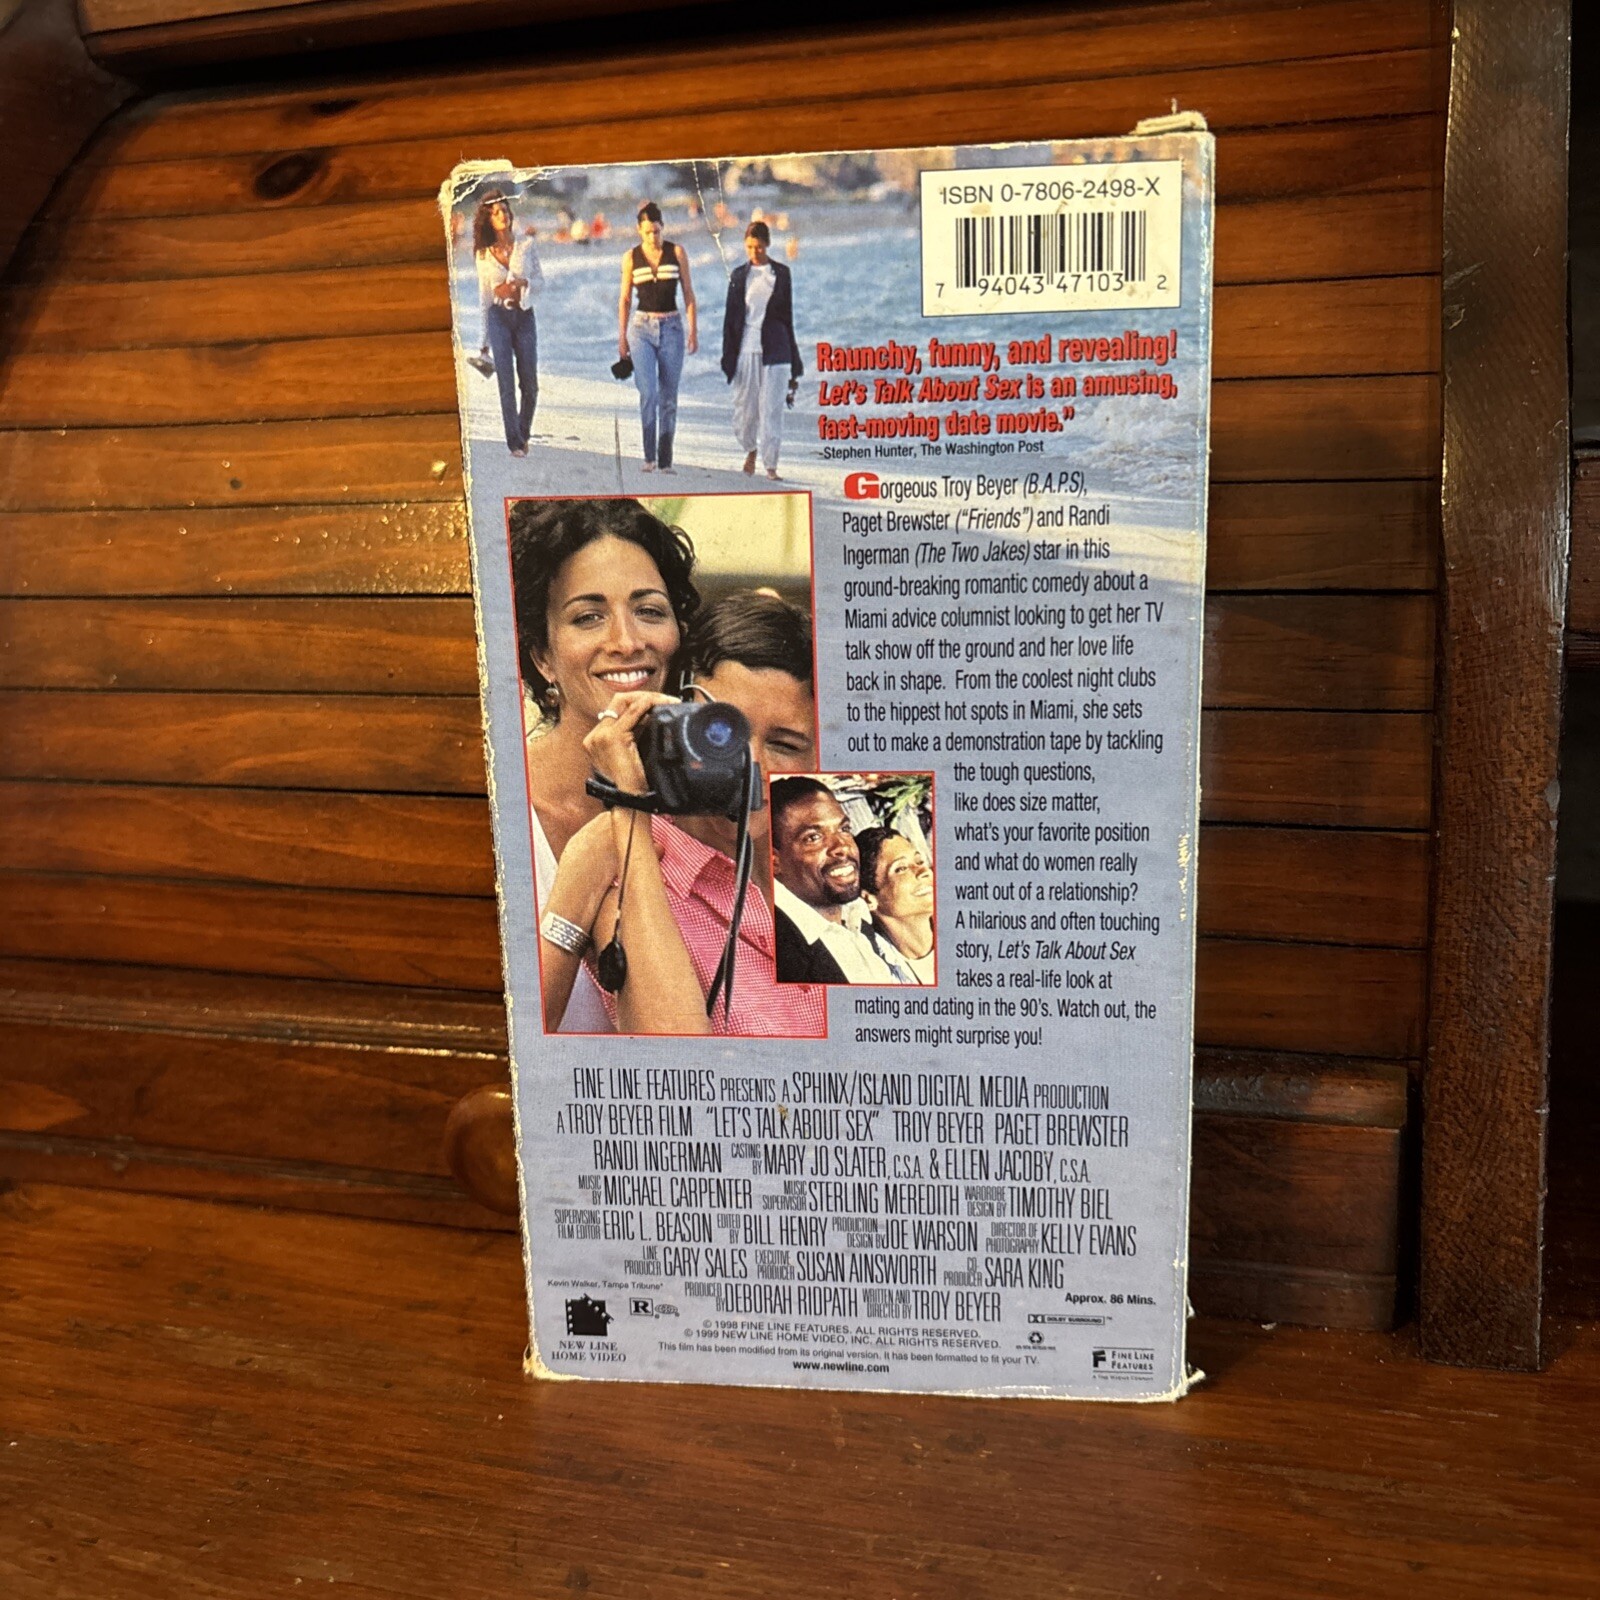 ISBN 0-7806-2498-X
7 94043 47103 2
Raunchy, funny, and revealing!
Let's Talk About Sex is an amusing,
fast-moving date movie."
-Stephen Hunter, The Washington Post
Gorgeous Troy Beyer (B.A.P.S),
Paget Brewster ("Friends") and Randi
Ingerman (The Two Jakes) star in this
ground-breaking romantic comedy about a
Miami advice columnist looking to get her TV
talk show off the ground and her love life
back in shape. From the coolest night clubs
to the hippest hot spots in Miami, she sets
out to make a demonstration tape by tackling
the tough questions,
like does size matter,
what's your favorite position
and what do women really
want out of a relationship?
A hilarious and often touching
story, Let's Talk About Sex
takes a real-life look at
mating and dating in the 90's. Watch out, the
answers might surprise you!
FINE LINE FEATURES PRESENTS A SPHINX/ISLAND DIGITAL MEDIA PRODUCTION
A TROY BEYER FILM "LET'S TALK ABOUT SEX" TROY BEYER PAGET BREWSTER
RANDI INGERMAN CASTING BY MARY JO SLATER, C.S.A. & ELLEN JACOBY, C.S.A.
MUSIC BY MICHAEL CARPENTER MUSIC SUPERVISOR STERLING MEREDITH WARDROBE DESIGN BY TIMOTHY BIEL
SUPERVISING FILM EDITOR ERIC L. BEASON EDITED BY BILL HENRY PRODUCTION DESIGN BY JOE WARSON DIRECTOR OF PHOTOGRAPHY KELLY EVANS
LINE PRODUCER GARY SALES EXECUTIVE PRODUCER SUSAN AINSWORTH CO-PRODUCER SARA KING
Kevin Walker, Tampa Tribune*
PRODUCED BY DEBORAH RIDPATH WRITTEN AND DIRECTED BY TROY BEYER
Approx. 86 Mins.
R
DOLBY SURROUND™
© 1998 FINE LINE FEATURES. ALL RIGHTS RESERVED.
© 1999 NEW LINE HOME VIDEO, INC. ALL RIGHTS RESERVED.
This film has been modified from its original version. It has been formatted to fit your TV.
www.newline.com
NEW LINE
HOME VIDEO
FINE LINE
FEATURES